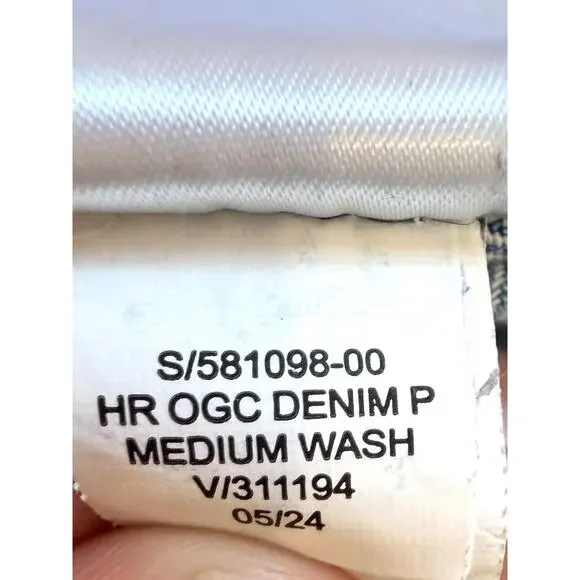 S/581098-00
HR OGC DENIM P
MEDIUM WASH
V/311194
05/24